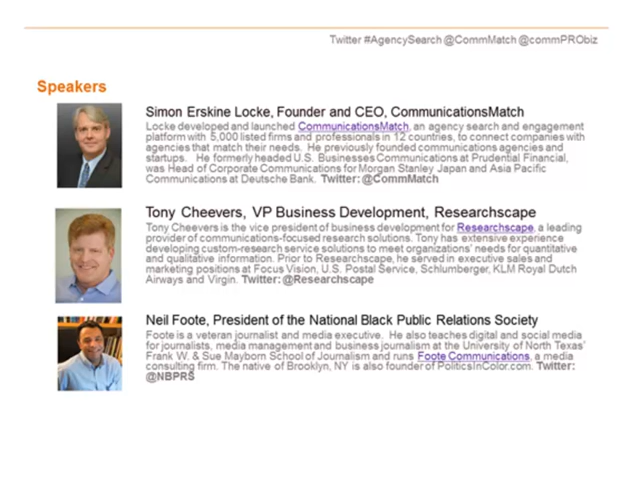 Twitter #AgencySearch @CommMatch @commPRObiz
Speakers
Simon Erskine Locke, Founder and CEO, CommunicationsMatch
Locke developed and launched CommunicationsMatch, an agency search and engagement
platform with 5,000 listed firms and professionals in 12 countries, to connect companies with
agencies that match their needs. He previously founded communications agencies and
startups. He formerly headed U.S. Businesses Communications at Prudential Financial,
was Head of Corporate Communications for Morgan Stanley Japan and Asia Pacific
Communications at Deutsche Bank. Twitter: @CommMatch
Tony Cheevers, VP Business Development, Researchscape
Tony Cheevers is the vice president of business development for Researchscape, a leading
provider of communications-focused research solutions. Tony has extensive experience
developing custom-research service solutions to meet organizations' needs for quantitative
and qualitative information. Prior to Researchscape, he served in executive sales and
marketing positions at Focus Vision, U.S. Postal Service, Schlumberger, KLM Royal Dutch
Airways and Virgin. Twitter: @Researchscape
Neil Foote, President of the National Black Public Relations Society
Foote is a veteran journalist and media executive. He also teaches digital and social media
for journalists, media management and business journalism at the University of North Texas'
Frank W. & Sue Mayborn School of Journalism and runs Foote Communications, a media
consulting firm. The native of Brooklyn, NY is also founder of PoliticsInColor.com. Twitter:
@NBPRS